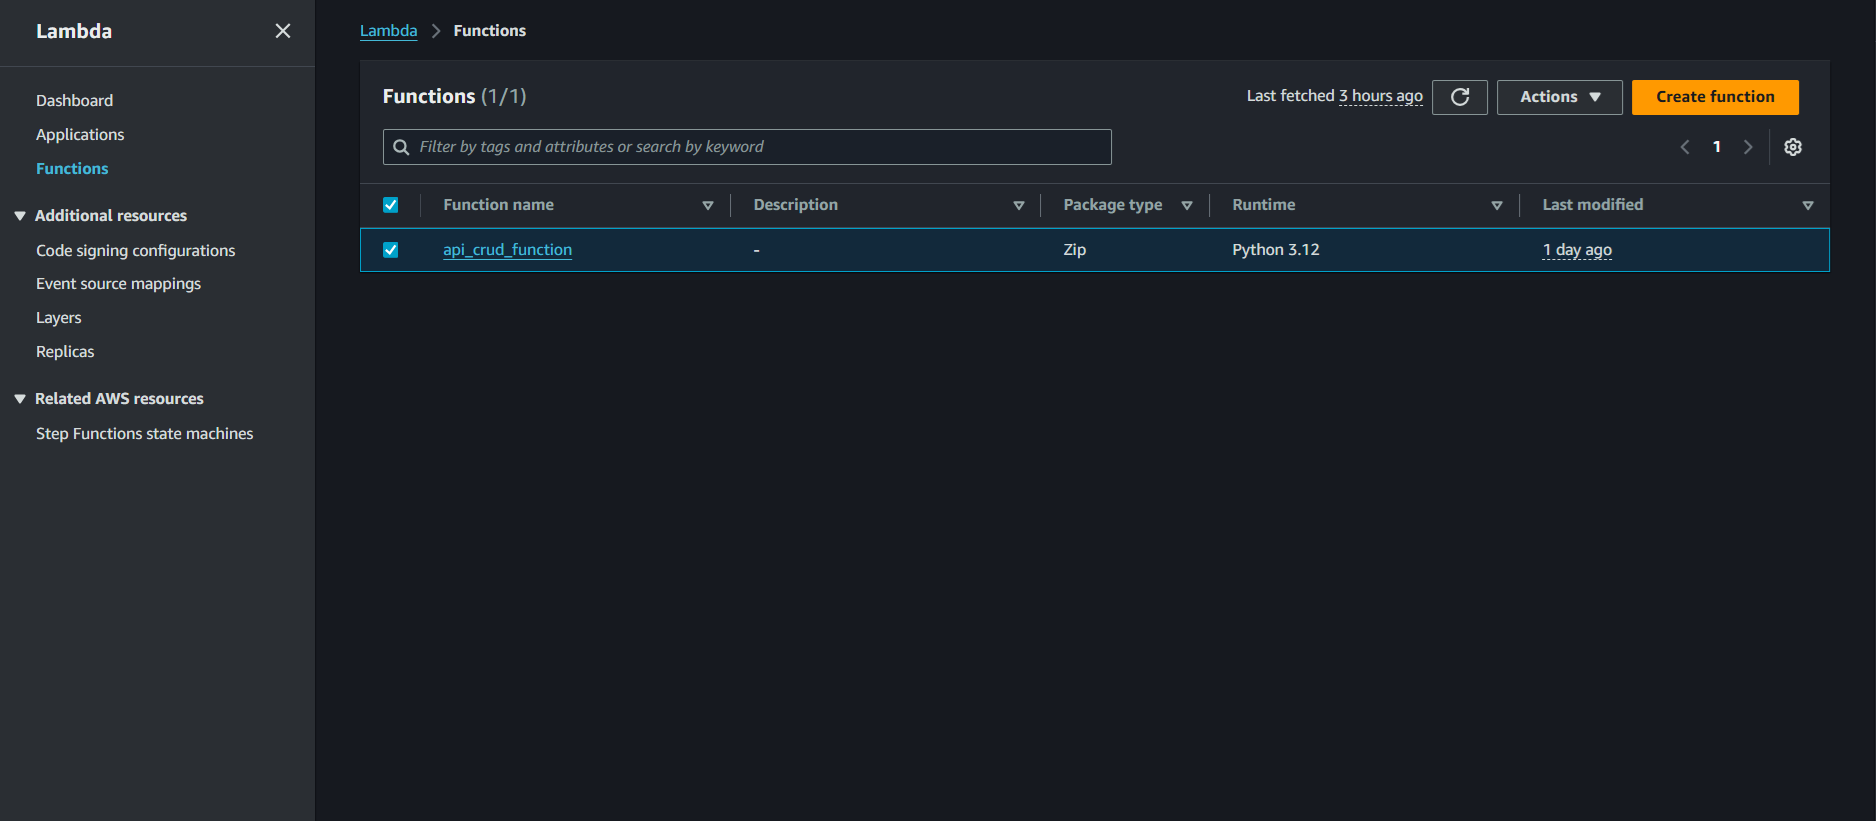 Lambda
Dashboard
Applications
Functions
Additional resources
Code signing configurations
Event source mappings
Layers
Replicas
Related AWS resources
Step Functions state machines
Lambda > Functions
Functions (1/1)
Last fetched 3 hours ago
Actions
Create function
Filter by tags and attributes or search by keyword
1
Function name Description Package type Runtime Last modified
api_crud_function - Zip Python 3.12 1 day ago